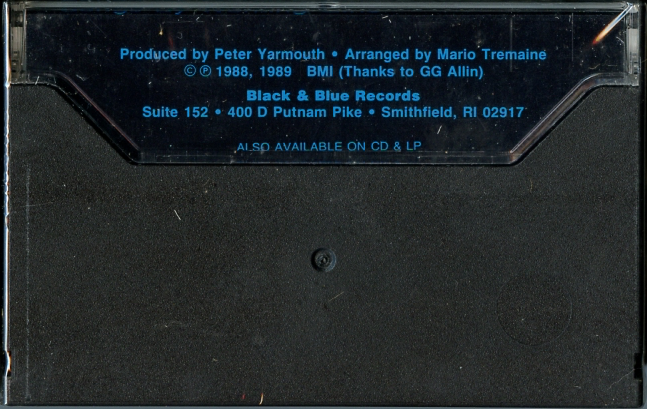 Produced by Peter Yarmouth • Arranged by Mario Tremaine
© ℗ 1988, 1989 BMI (Thanks to GG Allin)
Black & Blue Records
Suite 152 • 400 D Putnam Pike • Smithfield, RI 02917
ALSO AVAILABLE ON CD & LP